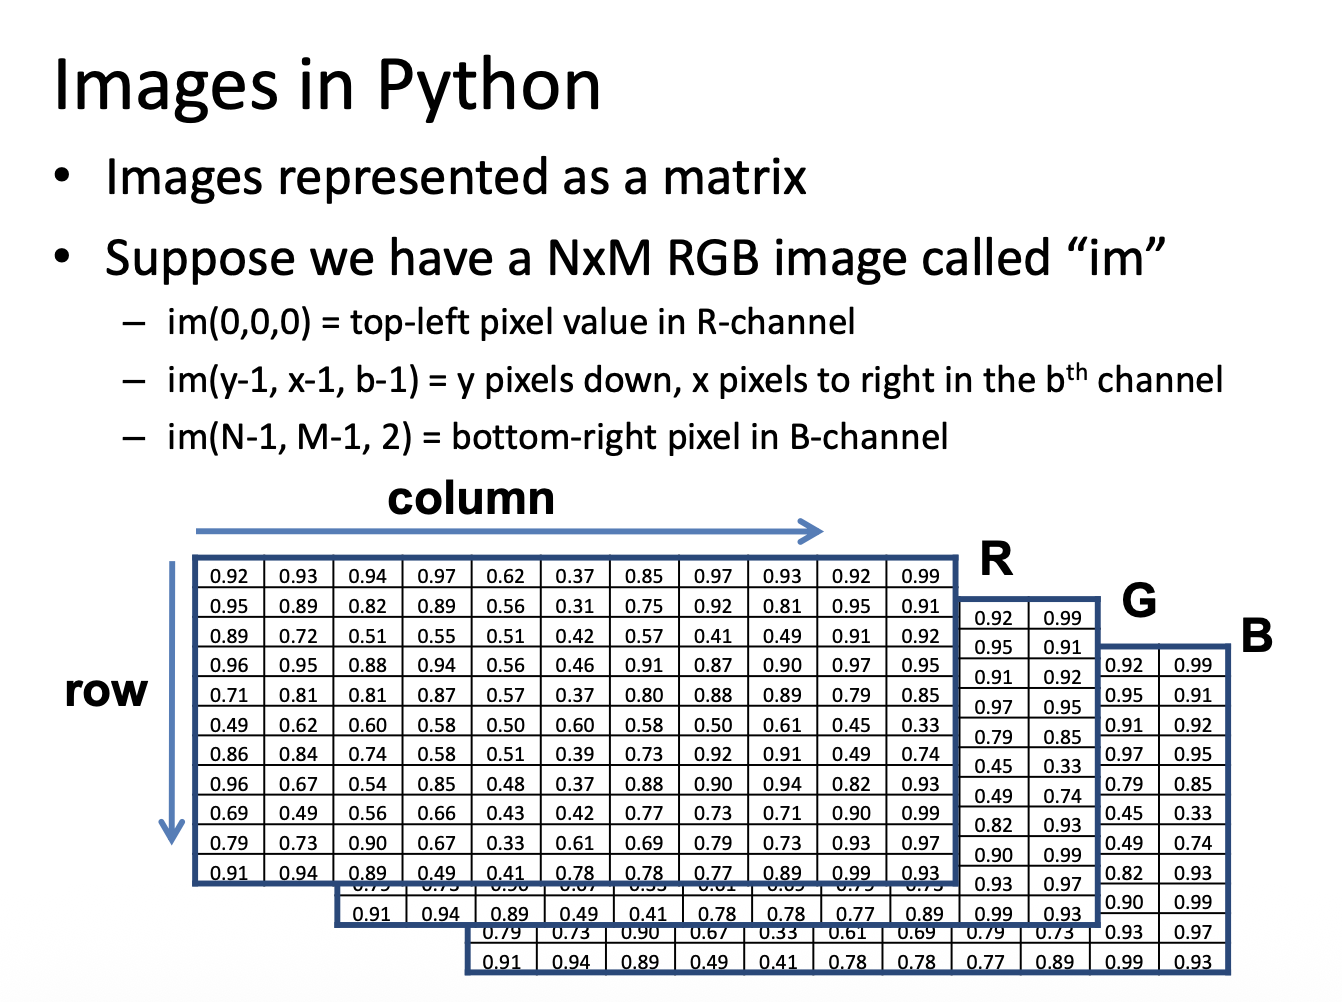 Images in Python
• Images represented as a matrix
• Suppose we have a NxM RGB image called “im”
– im(0,0,0) = top-left pixel value in R-channel
– im(y-1, x-1, b-1) = y pixels down, x pixels to right in the bth channel
– im(N-1, M-1, 2) = bottom-right pixel in B-channel
column
row
R
0.92 0.93 0.94 0.97 0.62 0.37 0.85 0.97 0.93 0.92 0.99
0.95 0.89 0.82 0.89 0.56 0.31 0.75 0.92 0.81 0.95 0.91
0.89 0.72 0.51 0.55 0.51 0.42 0.57 0.41 0.49 0.91 0.92
0.96 0.95 0.88 0.94 0.56 0.46 0.91 0.87 0.90 0.97 0.95
0.71 0.81 0.81 0.87 0.57 0.37 0.80 0.88 0.89 0.79 0.85
0.49 0.62 0.60 0.58 0.50 0.60 0.58 0.50 0.61 0.45 0.33
0.86 0.84 0.74 0.58 0.51 0.39 0.73 0.92 0.91 0.49 0.74
0.96 0.67 0.54 0.85 0.48 0.37 0.88 0.90 0.94 0.82 0.93
0.69 0.49 0.56 0.66 0.43 0.42 0.77 0.73 0.71 0.90 0.99
0.79 0.73 0.90 0.67 0.33 0.61 0.69 0.79 0.73 0.93 0.97
0.91 0.94 0.89 0.49 0.41 0.78 0.78 0.77 0.89 0.99 0.93
G
0.92 0.99
0.95 0.91
0.91 0.92
0.97 0.95
0.79 0.85
0.45 0.33
0.49 0.74
0.82 0.93
0.90 0.99
0.93 0.97
0.91 0.94 0.89 0.49 0.41 0.78 0.78 0.77 0.89 0.99 0.93
B
0.92 0.99
0.95 0.91
0.91 0.92
0.97 0.95
0.79 0.85
0.45 0.33
0.49 0.74
0.82 0.93
0.90 0.99
0.79 0.73 0.90 0.67 0.33 0.61 0.69 0.79 0.73 0.93 0.97
0.91 0.94 0.89 0.49 0.41 0.78 0.78 0.77 0.89 0.99 0.93